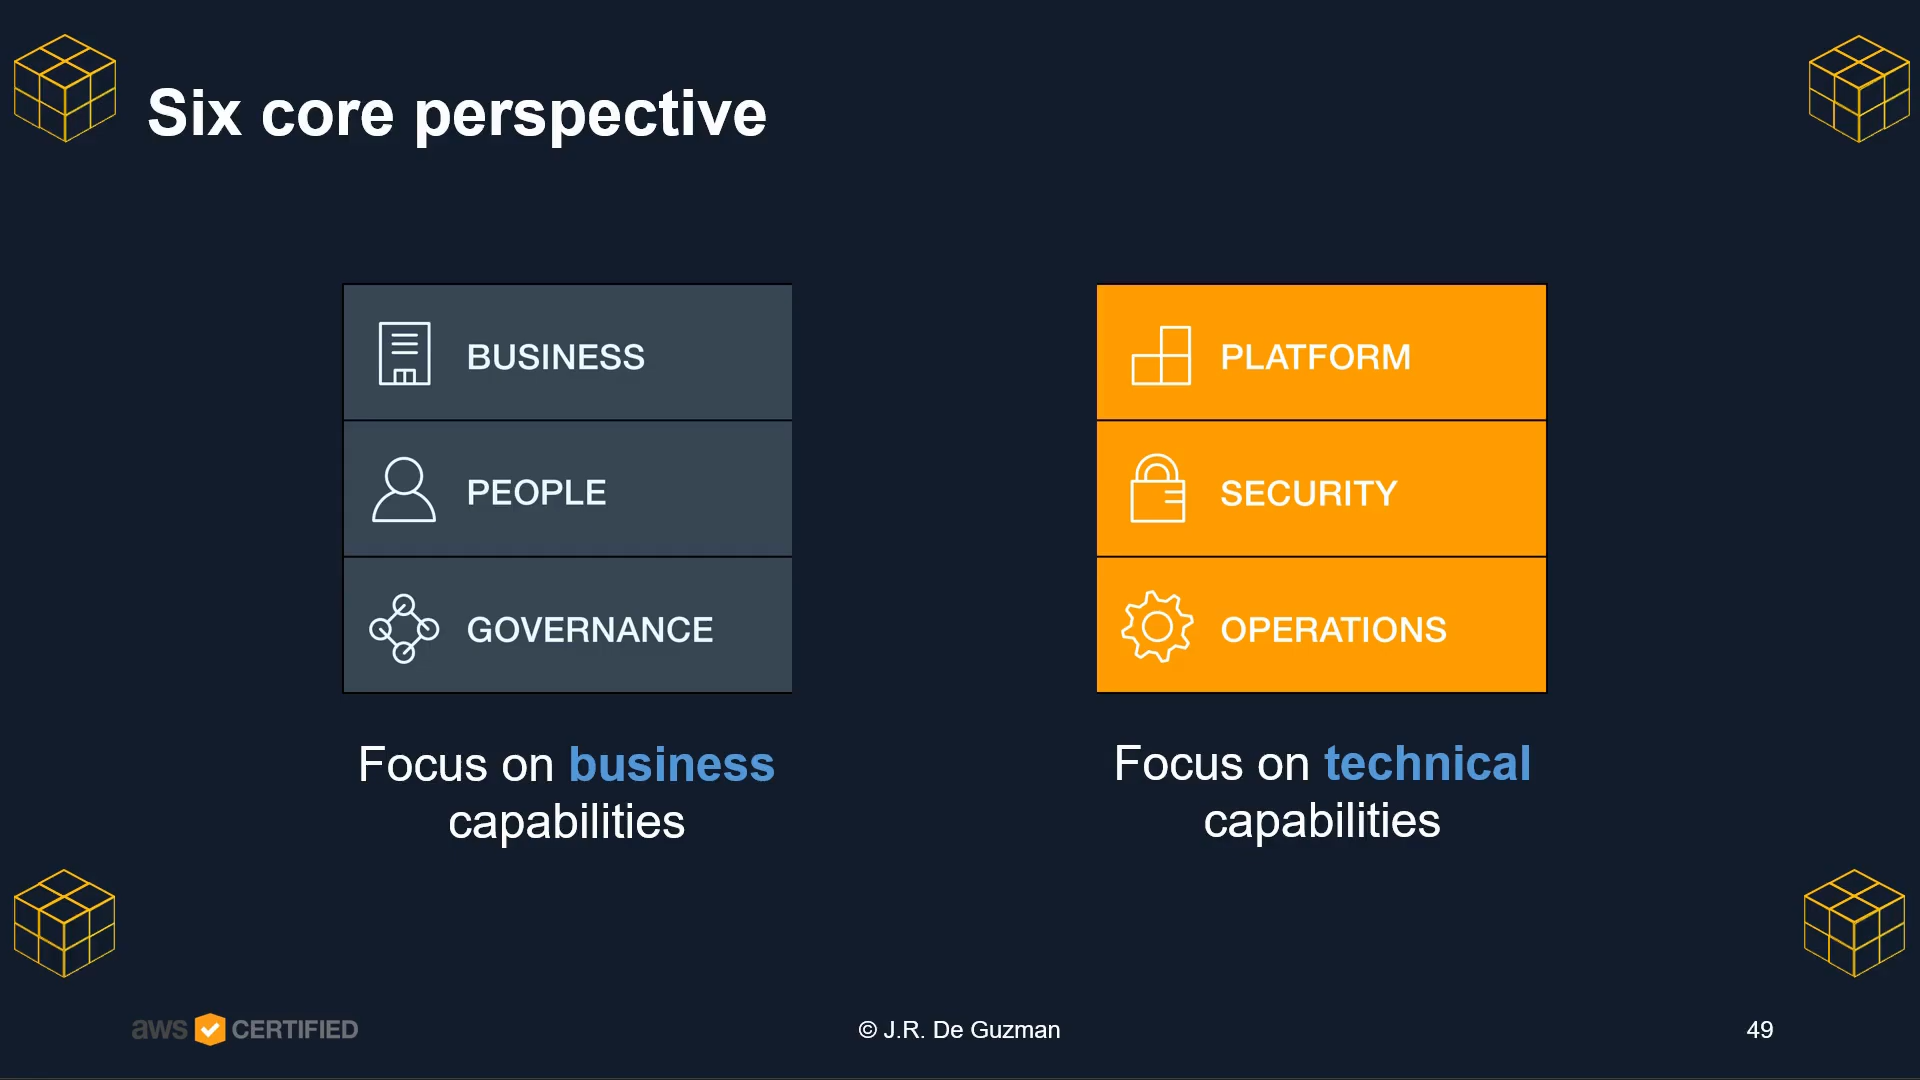 Six core perspective
BUSINESS
PEOPLE
GOVERNANCE
Focus on business
capabilities
PLATFORM
SECURITY
OPERATIONS
Focus on technical
capabilities
aws CERTIFIED
© J.R. De Guzman
49